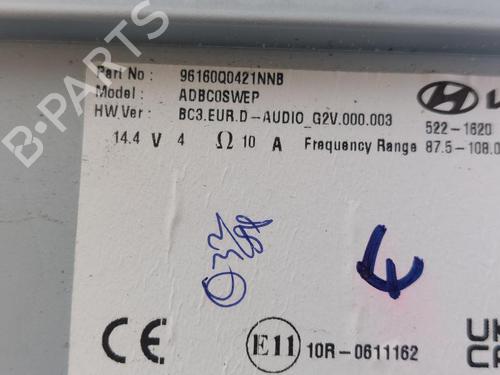 B-PARTS
Part No : 96160Q0421NNB
Model : ADBC0SWEP
HW.Ver : BC3.EUR.D-AUDIO_G2V.000.003
14.4 V 4 Ω 10 A Frequency Range 87.5-108.0
522-1620
CE E11 10R-0611162 UK
CA